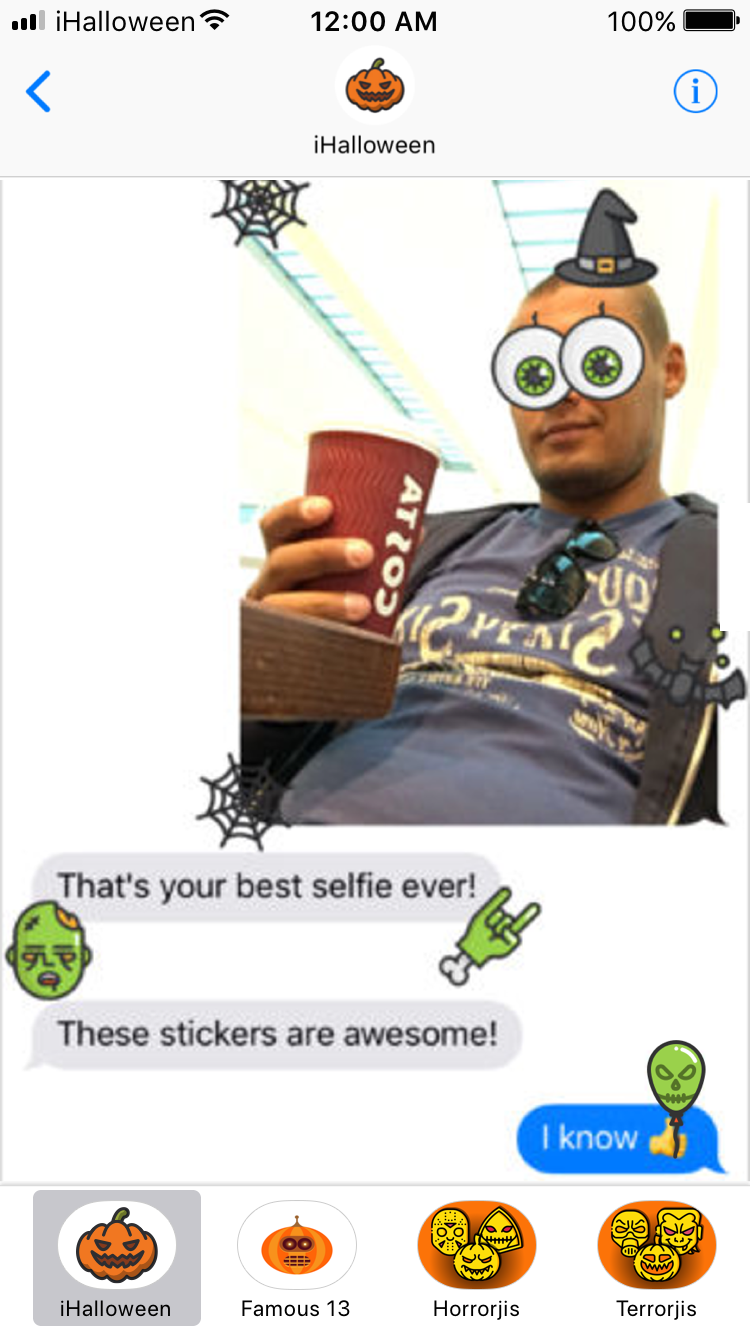 iHalloween 12:00 AM 100%
iHalloween
COSTA
That's your best selfie ever!
These stickers are awesome!
I know 👍
iHalloween Famous 13 Horrorjis Terrorjis